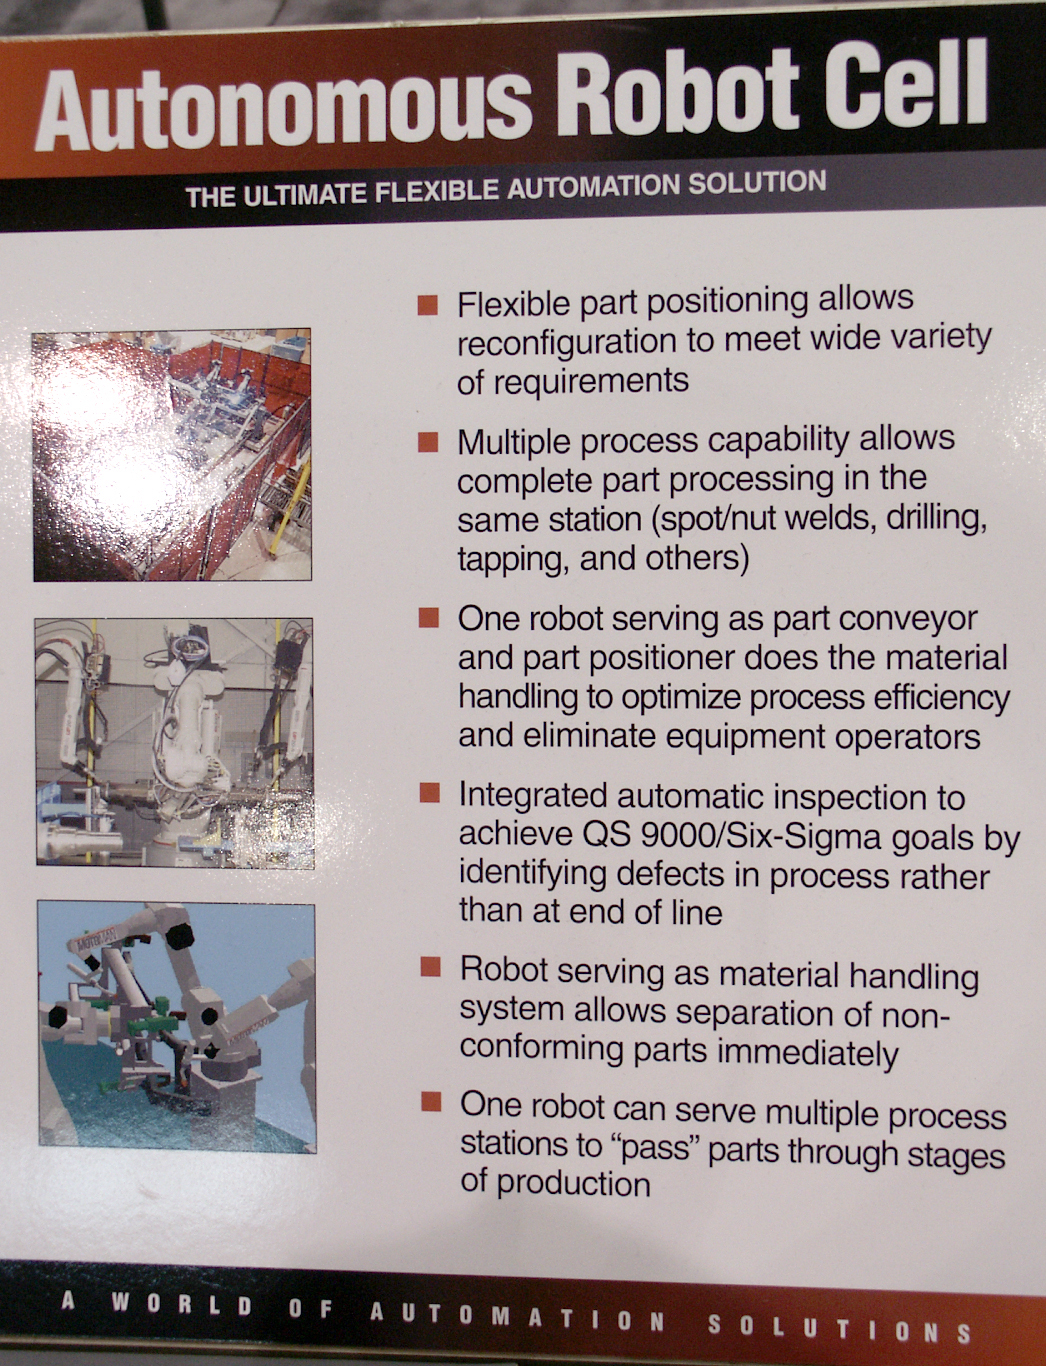 Autonomous Robot Cell
THE ULTIMATE FLEXIBLE AUTOMATION SOLUTION
Flexible part positioning allows
reconfiguration to meet wide variety
of requirements
Multiple process capability allows
complete part processing in the
same station (spot/nut welds, drilling,
tapping, and others)
One robot serving as part conveyor
and part positioner does the material
handling to optimize process efficiency
and eliminate equipment operators
Integrated automatic inspection to
achieve QS 9000/Six-Sigma goals by
identifying defects in process rather
than at end of line
MOTOMAN
Robot serving as material handling
system allows separation of non-
conforming parts immediately
One robot can serve multiple process
stations to “pass” parts through stages
of production
A WORLD OF AUTOMATION SOLUTIONS